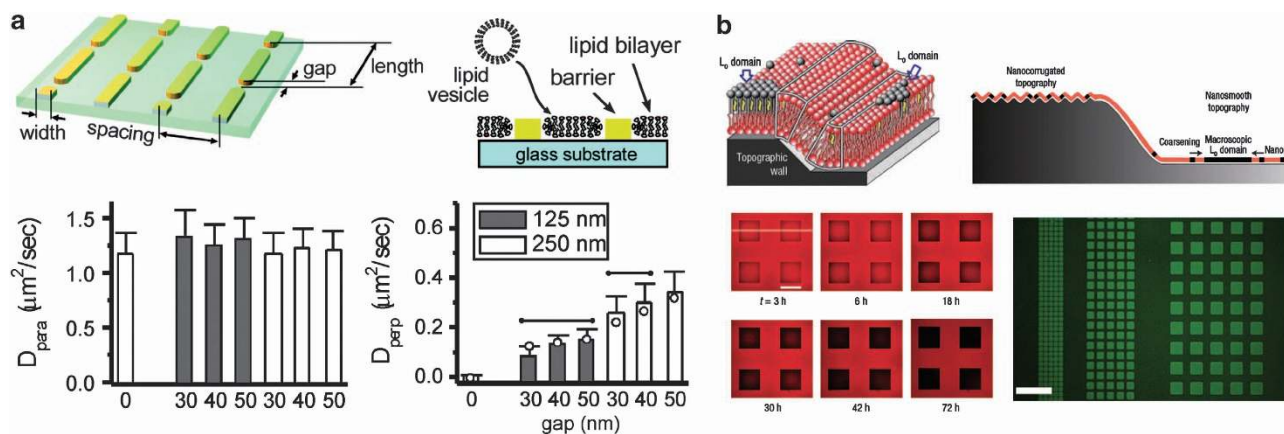 a
gap
length
width
spacing
lipid
vesicle
barrier
lipid bilayer
glass substrate
D para (μm²/sec)
1.5
1.0
0.5
0.0
0
30
40
50
30
40
50
D perp (μm²/sec)
0.6
0.4
0.2
0.0
125 nm
250 nm
0
30
40
50
30
40
50
gap (nm)
b
Lo domain
Lo domain
Topographic
wall
Nanocorrugated
topography
Nanosmooth
topography
Coarsening
Macroscopic
Lo domain
Nano
t = 3 h
6 h
18 h
30 h
42 h
72 h